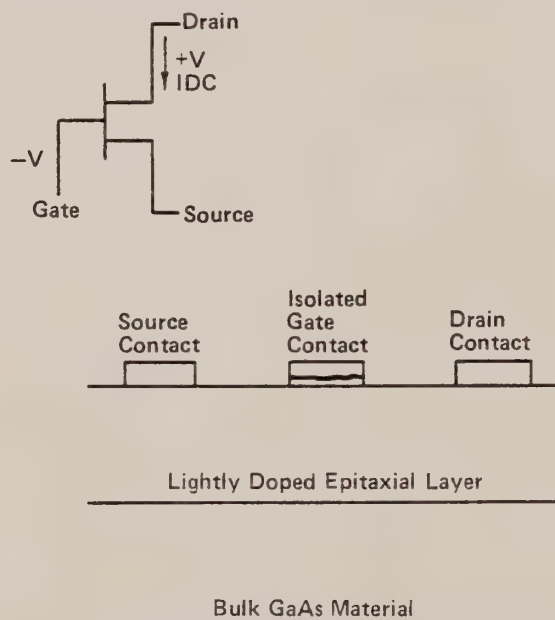 Drain
+V
IDC
−V
Gate
Source
Source
Contact
Isolated
Gate
Contact
Drain
Contact
Lightly Doped Epitaxial Layer
Bulk GaAs Material